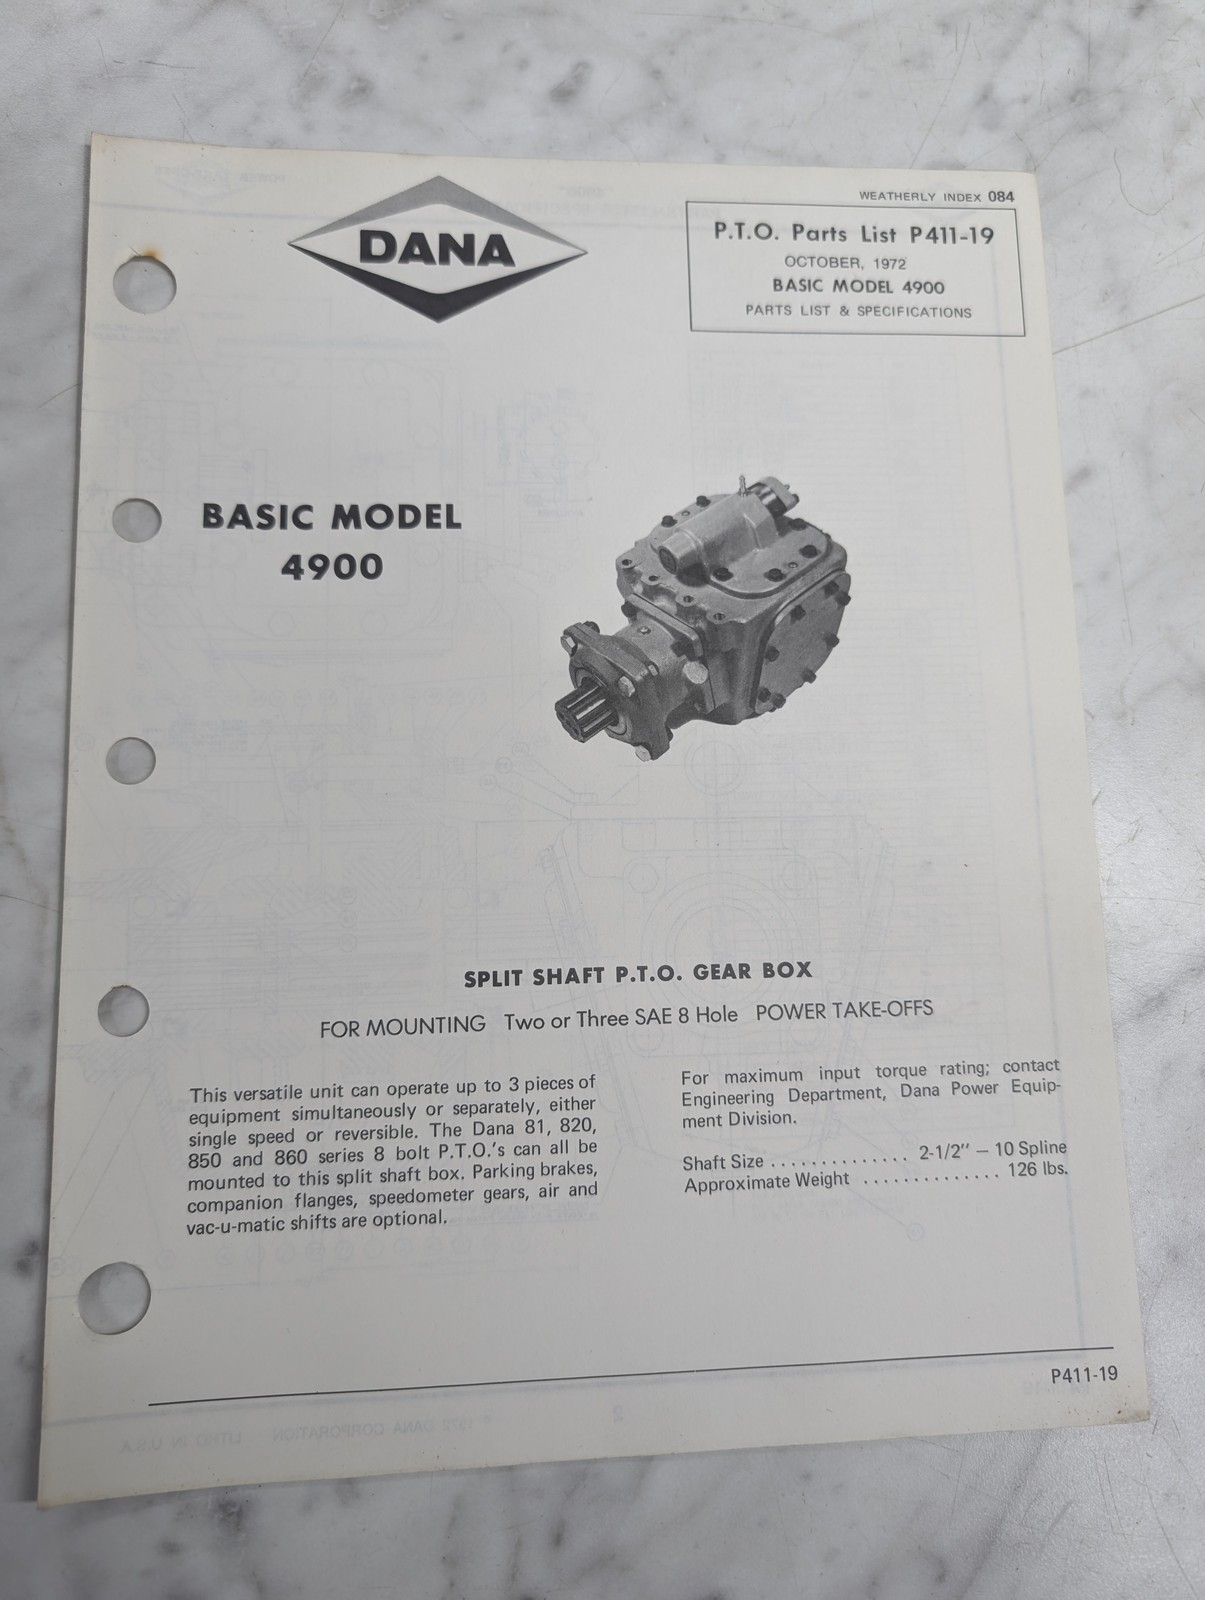 WEATHERLY INDEX 084
DANA
P.T.O. Parts List P411-19
OCTOBER, 1972
BASIC MODEL 4900
PARTS LIST & SPECIFICATIONS
BASIC MODEL
4900
SPLIT SHAFT P.T.O. GEAR BOX
FOR MOUNTING Two or Three SAE 8 Hole POWER TAKE-OFFS
This versatile unit can operate up to 3 pieces of
equipment simultaneously or separately, either
single speed or reversible. The Dana 81, 820,
850 and 860 series 8 bolt P.T.O.'s can all be
mounted to this split shaft box. Parking brakes,
companion flanges, speedometer gears, air and
vac-u-matic shifts are optional.
For maximum input torque rating; contact
Engineering Department, Dana Power Equip-
ment Division.
Shaft Size . . . . . . . . . . . . . . 2-1/2" — 10 Spline
Approximate Weight . . . . . . . . . . . . . . 126 lbs.
P411-19